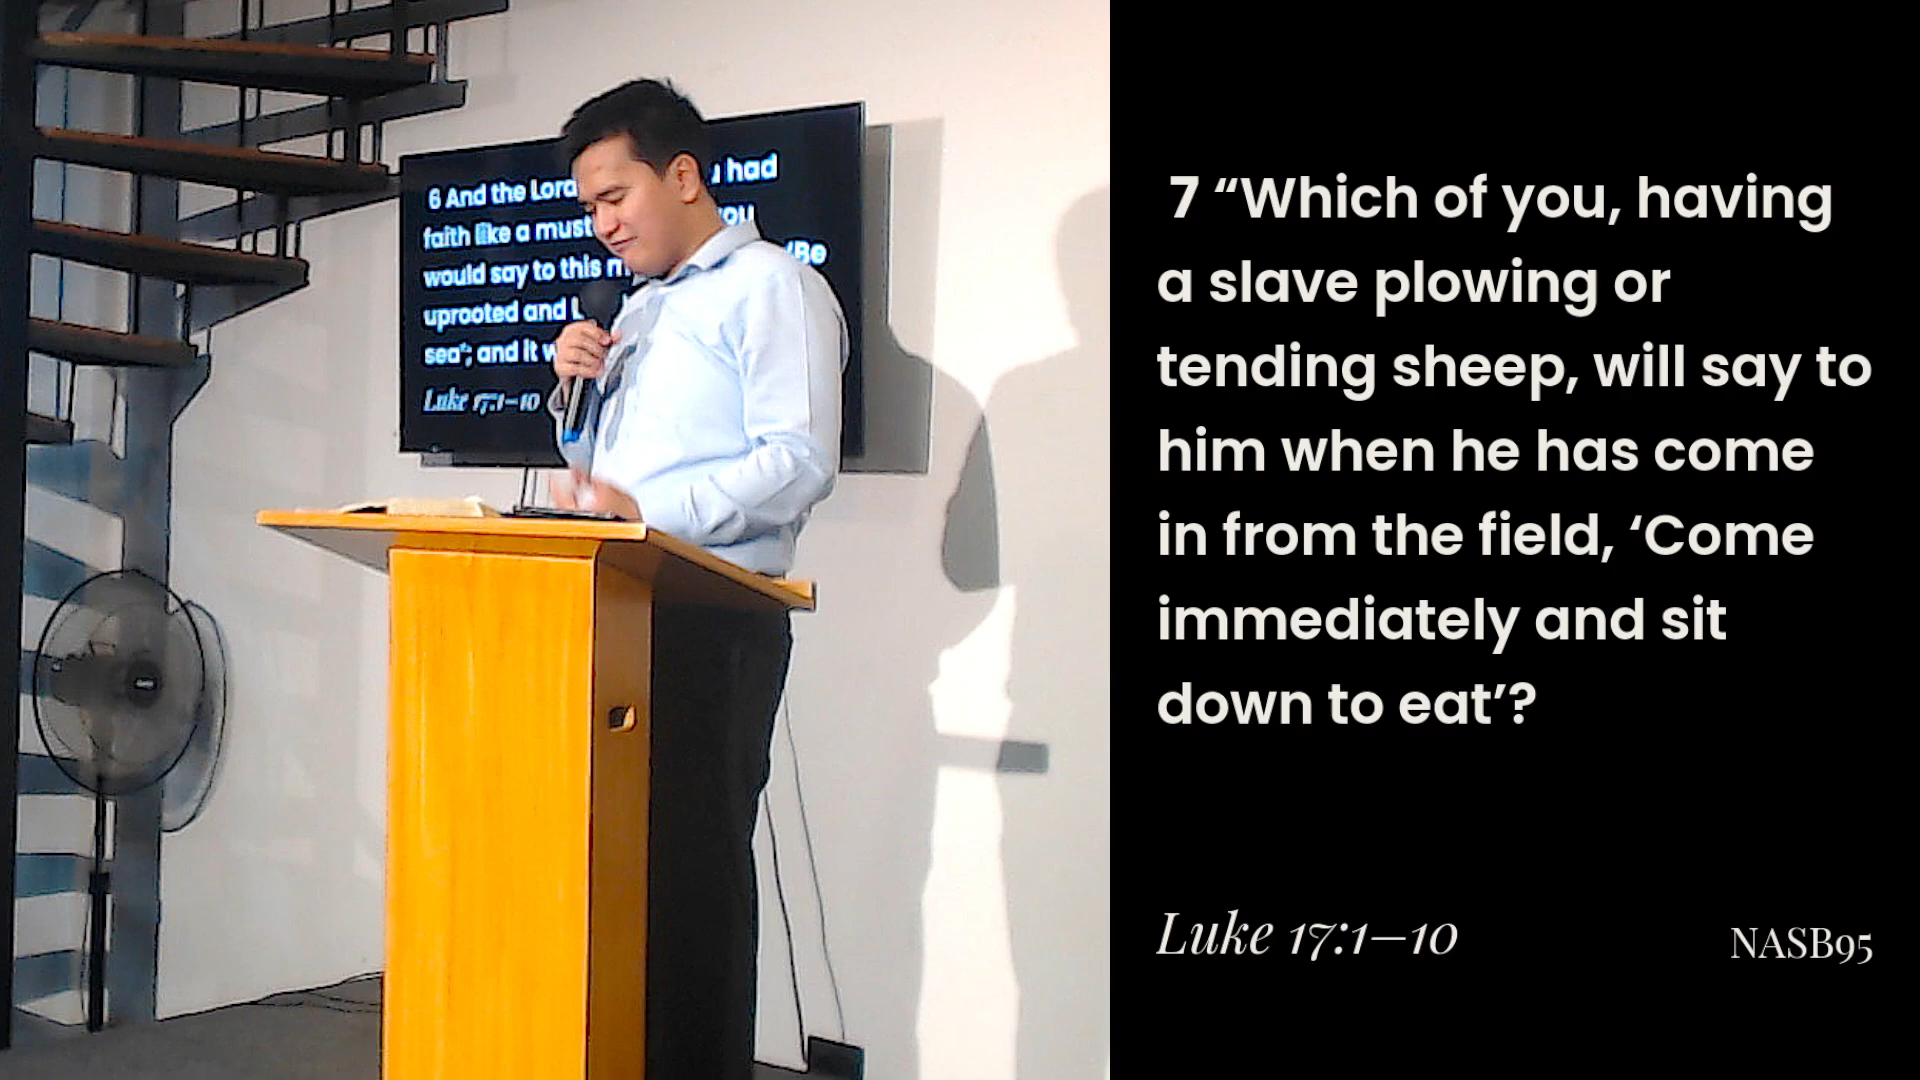 6 And the Lord had
faith like a you
would say to this ‘Be
uprooted and
sea’; and it
Luke 17:1–10
7 “Which of you, having
a slave plowing or
tending sheep, will say to
him when he has come
in from the field, ‘Come
immediately and sit
down to eat’?
Luke 17:1–10
NASB95